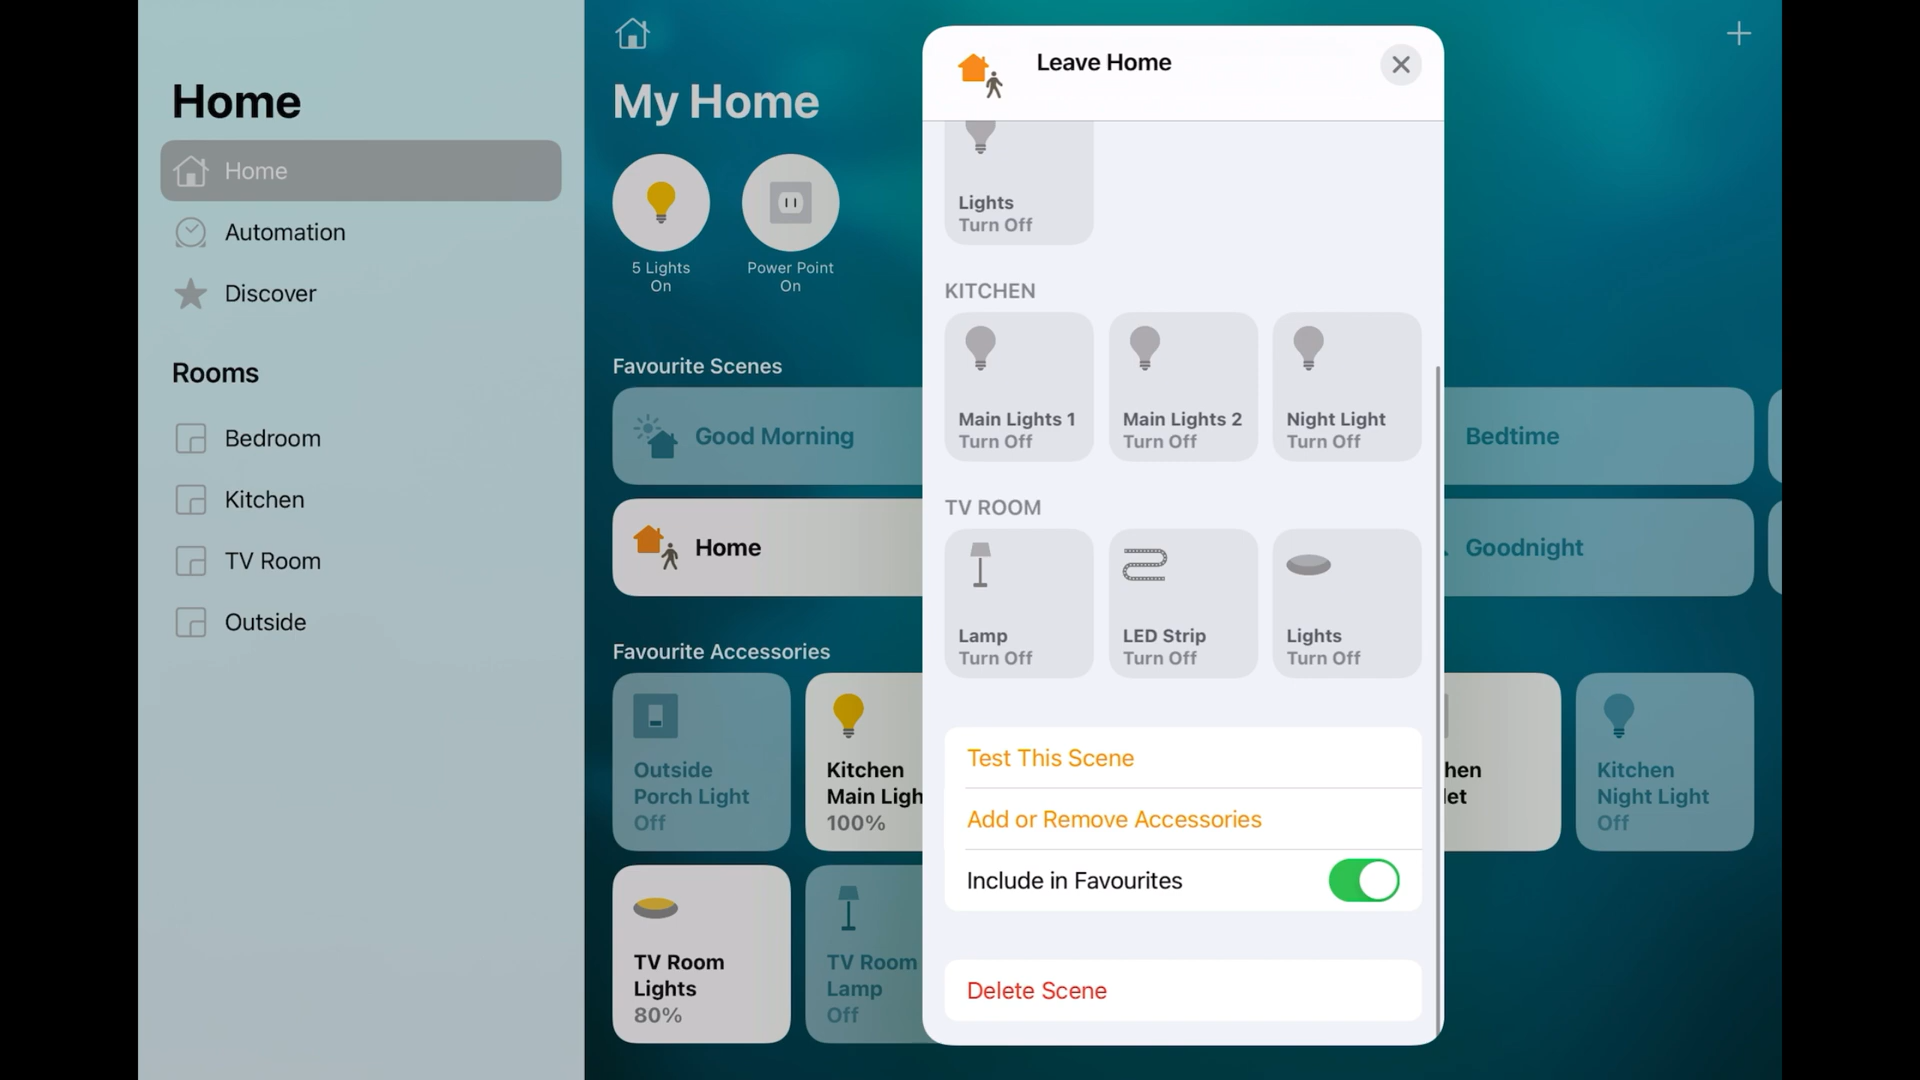 Home
Home
Automation
Discover
Rooms
Bedroom
Kitchen
TV Room
Outside
My Home
5 Lights
On
Power Point
On
Favourite Scenes
Good Morning
Home
Bedtime
Goodnight
Favourite Accessories
Outside
Porch Light
Off
Kitchen
Main Ligh
100%
hen
let
Kitchen
Night Light
Off
TV Room
Lights
80%
TV Room
Lamp
Off
Leave Home
Lights
Turn Off
KITCHEN
Main Lights 1
Turn Off
Main Lights 2
Turn Off
Night Light
Turn Off
TV ROOM
Lamp
Turn Off
LED Strip
Turn Off
Lights
Turn Off
Test This Scene
Add or Remove Accessories
Include in Favourites
Delete Scene